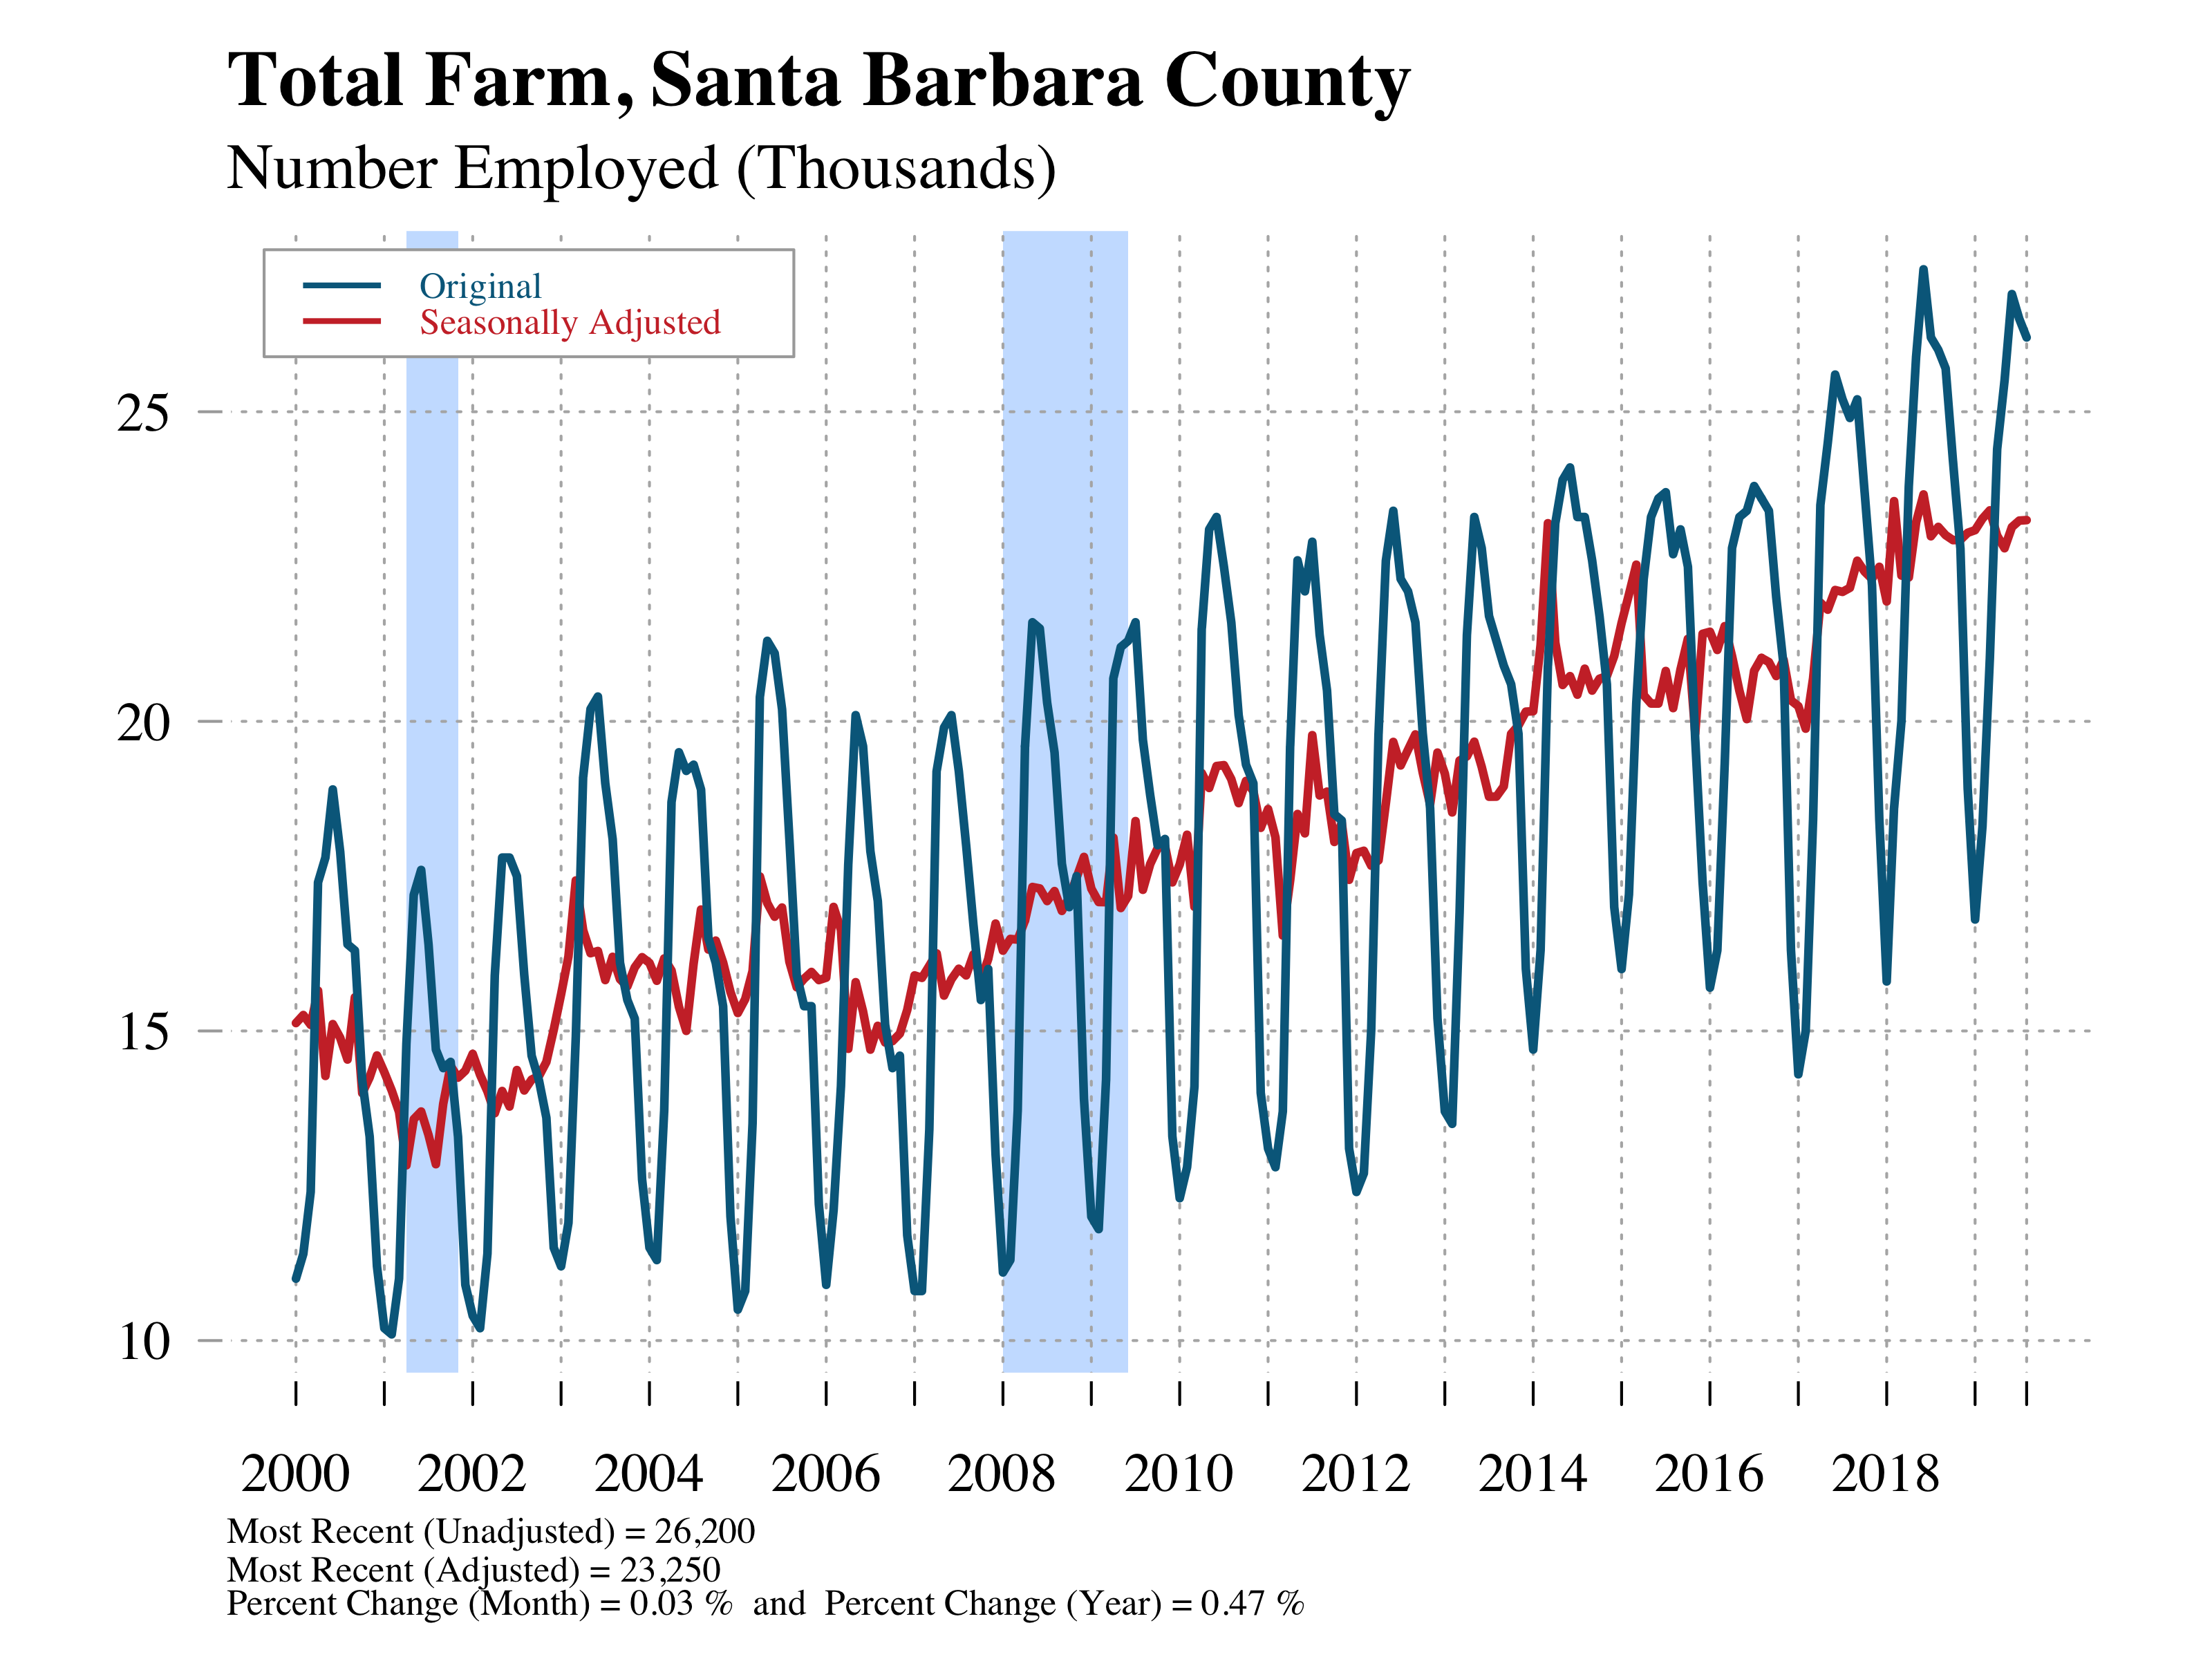 Total Farm, Santa Barbara County
Number Employed (Thousands)
Original
Seasonally Adjusted
25
20
15
10
2000 2002 2004 2006 2008 2010 2012 2014 2016 2018
Most Recent (Unadjusted) = 26,200
Most Recent (Adjusted) = 23,250
Percent Change (Month) = 0.03 % and Percent Change (Year) = 0.47 %